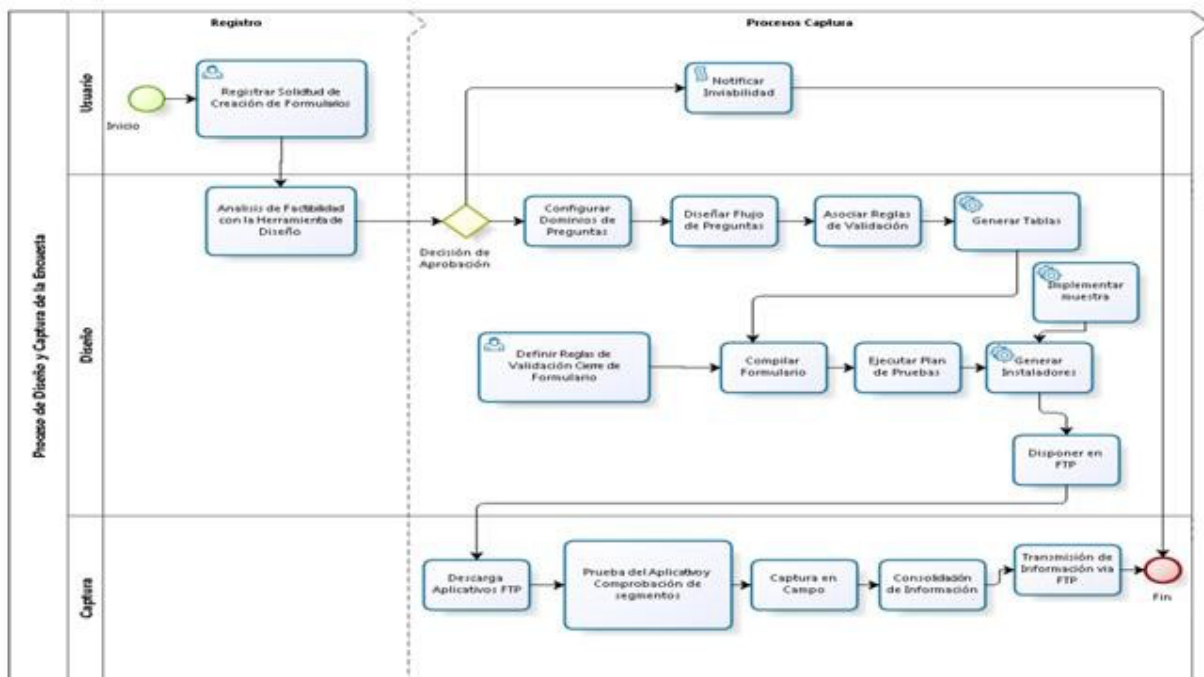 Registro
Procesos Captura
Proceso de Diseño y Captura de la Encuesta
Usuario
Inicio
Registrar Solicitud de
Creación de Formularios
Notificar
Inviabilidad
Diseño
Analisis de Factibilidad
con la Herramienta de
Diseño
Decisión de
Aprobación
Configurar
Dominios de
Preguntas
Diseñar Flujo
de Preguntas
Asociar Reglas
de Validación
Generar Tablas
Implementar
muestra
Definir Reglas de
Validación Cierre de
Formulario
Compilar
Formulario
Ejecutar Plan
de Pruebas
Generar
Instaladores
Disponer en
FTP
Captura
Descarga
Aplicativos FTP
Prueba del Aplicativo y
Comprobación de
segmentos
Captura en
Campo
Consolidación
de Información
Transmisión de
Información via
FTP
Fin